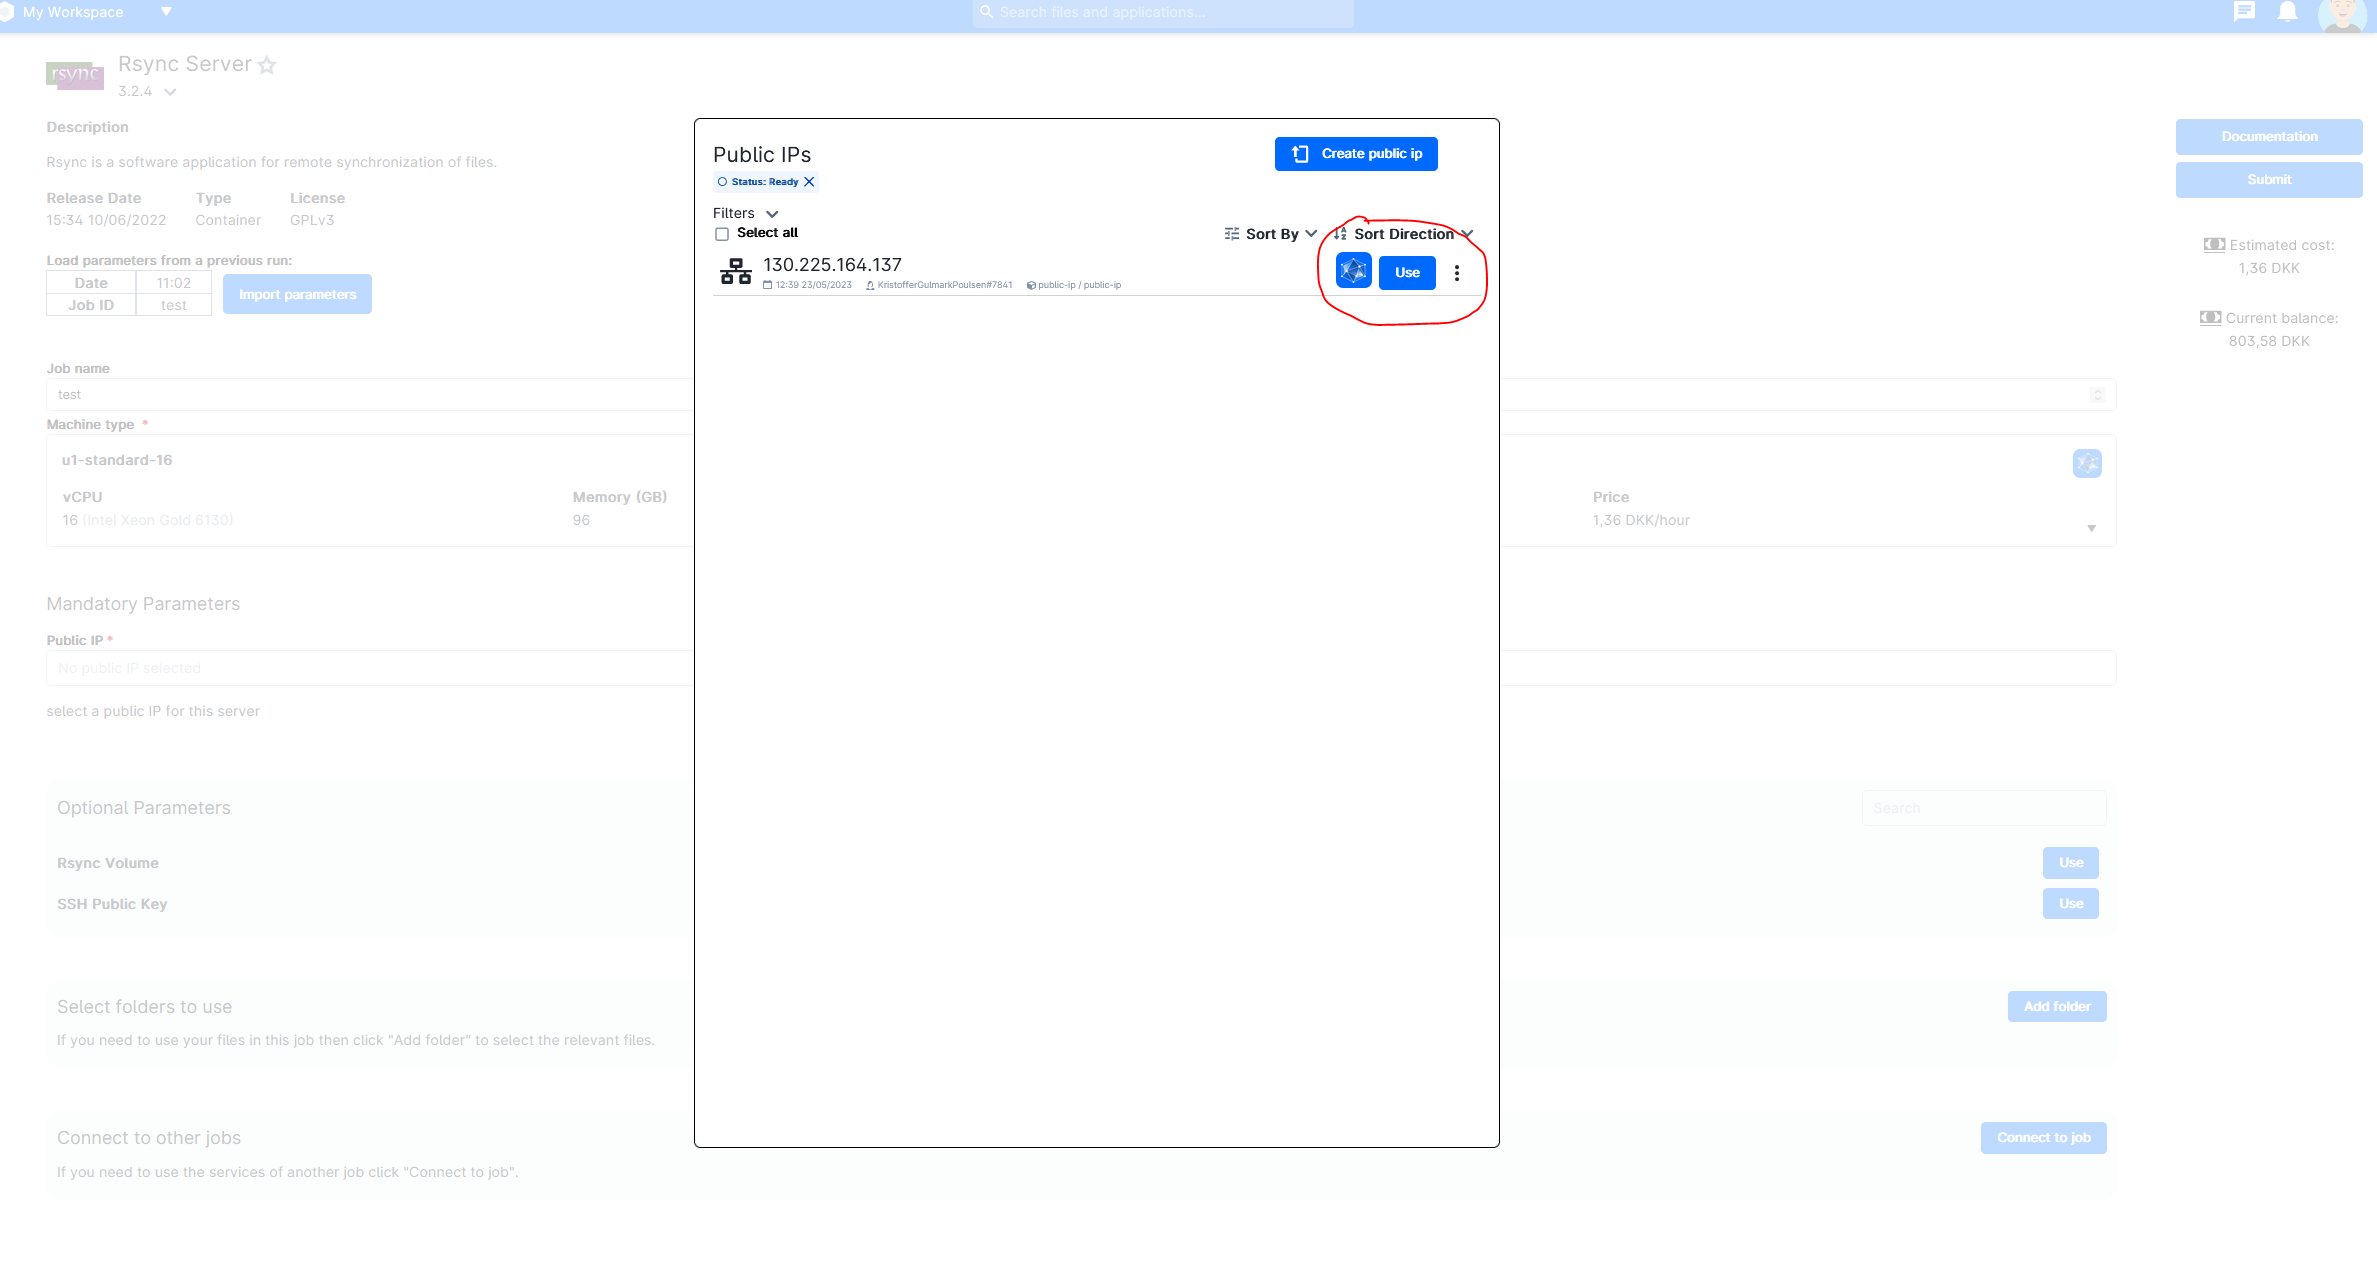 My Workspace
Search files and applications...
rsync
Rsync Server
3.2.4
Description
Rsync is a software application for remote synchronization of files.
Release Date Type License
15:34 10/06/2022 Container GPLv3
Load parameters from a previous run:
Date 11:02
Job ID test
Import parameters
Job name
test
Machine type *
u1-standard-16
vCPU Memory (GB) Price
16 (Intel Xeon Gold 6130) 96 1,36 DKK/hour
Mandatory Parameters
Public IP *
No public IP selected
select a public IP for this server
Optional Parameters
Search
Rsync Volume Use
SSH Public Key Use
Select folders to use
Add folder
If you need to use your files in this job then click "Add folder" to select the relevant files.
Connect to other jobs
Connect to job
If you need to use the services of another job click "Connect to job".
Public IPs
Create public ip
Status: Ready
Filters
Select all
Sort By Sort Direction
130.225.164.137
Use
12:39 23/05/2023 KristofferGulmarkPoulsen#7841 public-ip / public-ip
Documentation
Submit
Estimated cost:
1,36 DKK
Current balance:
803,58 DKK